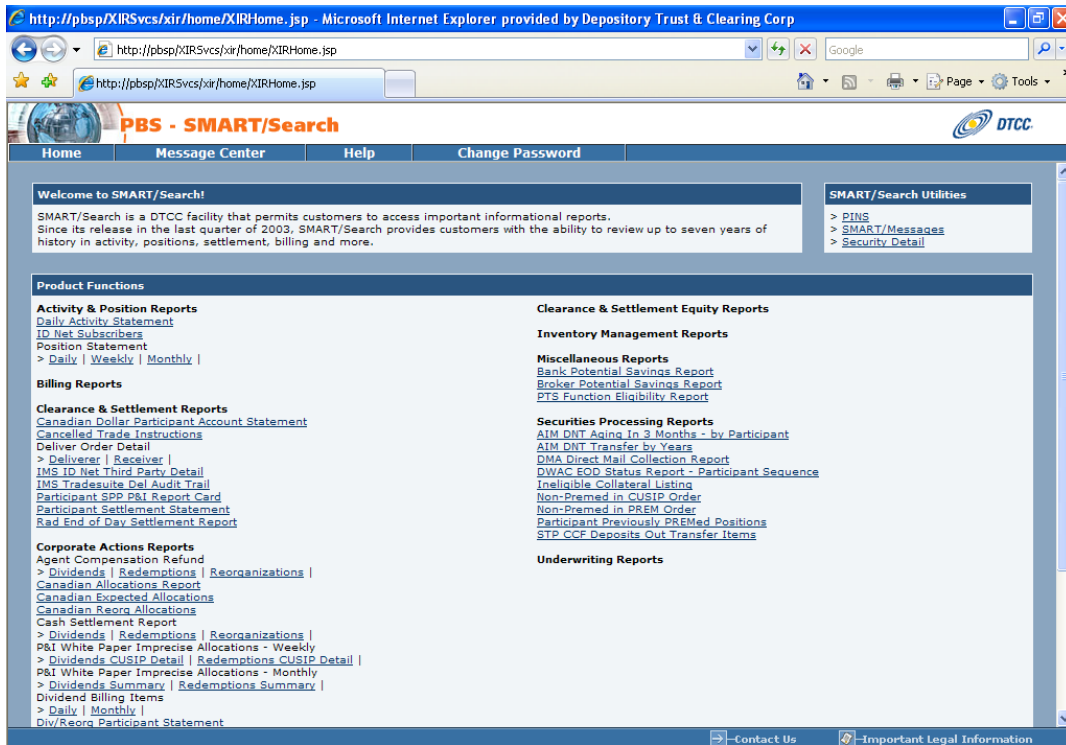 http://pbsp/XIRSvcs/xir/home/XIRHome.jsp - Microsoft Internet Explorer provided by Depository Trust & Clearing Corp
http://pbsp/XIRSvcs/xir/home/XIRHome.jsp
Google
http://pbsp/XIRSvcs/xir/home/XIRHome.jsp
Page
Tools
PBS - SMART/Search
DTCC
Home
Message Center
Help
Change Password
Welcome to SMART/Search!
SMART/Search is a DTCC facility that permits customers to access important informational reports.
Since its release in the last quarter of 2003, SMART/Search provides customers with the ability to review up to seven years of
history in activity, positions, settlement, billing and more.
SMART/Search Utilities
> PINS
> SMART/Messages
> Security Detail
Product Functions
Activity & Position Reports
Daily Activity Statement
ID Net Subscribers
Position Statement
> Daily | Weekly | Monthly |
Billing Reports
Clearance & Settlement Reports
Canadian Dollar Participant Account Statement
Cancelled Trade Instructions
Deliver Order Detail
> Deliverer | Receiver |
IMS ID Net Third Party Detail
IMS Tradesuite Del Audit Trail
Participant SPP P&I Report Card
Participant Settlement Statement
Rad End of Day Settlement Report
Corporate Actions Reports
Agent Compensation Refund
> Dividends | Redemptions | Reorganizations |
Canadian Allocations Report
Canadian Expected Allocations
Canadian Reorg Allocations
Cash Settlement Report
> Dividends | Redemptions | Reorganizations |
P&I White Paper Imprecise Allocations - Weekly
> Dividends CUSIP Detail | Redemptions CUSIP Detail |
P&I White Paper Imprecise Allocations - Monthly
> Dividends Summary | Redemptions Summary |
Dividend Billing Items
> Daily | Monthly |
Div/Reorg Participant Statement
Clearance & Settlement Equity Reports
Inventory Management Reports
Miscellaneous Reports
Bank Potential Savings Report
Broker Potential Savings Report
PTS Function Eligibility Report
Securities Processing Reports
AIM DNT Aging In 3 Months - by Participant
AIM DNT Transfer by Years
DMA Direct Mail Collection Report
DWAC EOD Status Report - Participant Sequence
Ineligible Collateral Listing
Non-Premed in CUSIP Order
Non-Premed in PREM Order
Participant Previously PREMed Positions
STP CCF Deposits Out Transfer Items
Underwriting Reports
Contact Us
Important Legal Information